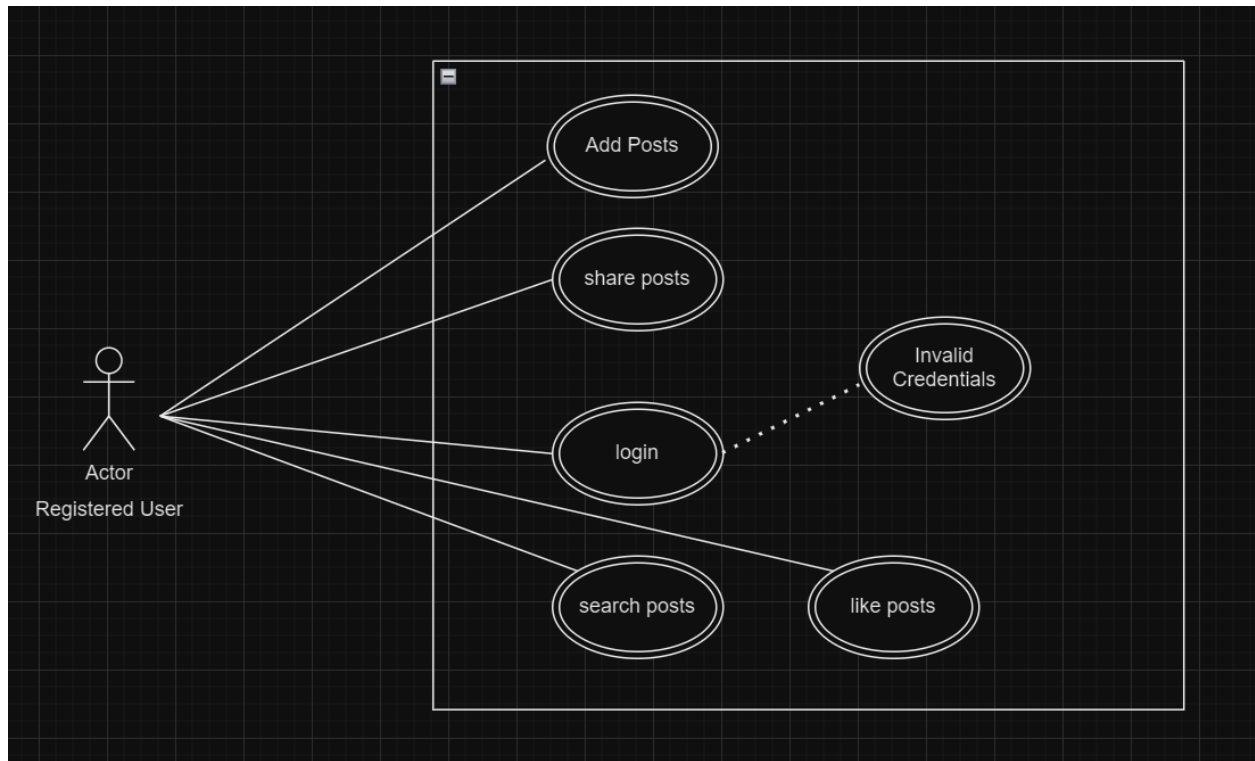 Add Posts
share posts
Invalid
Credentials
login
Actor
Registered User
search posts
like posts